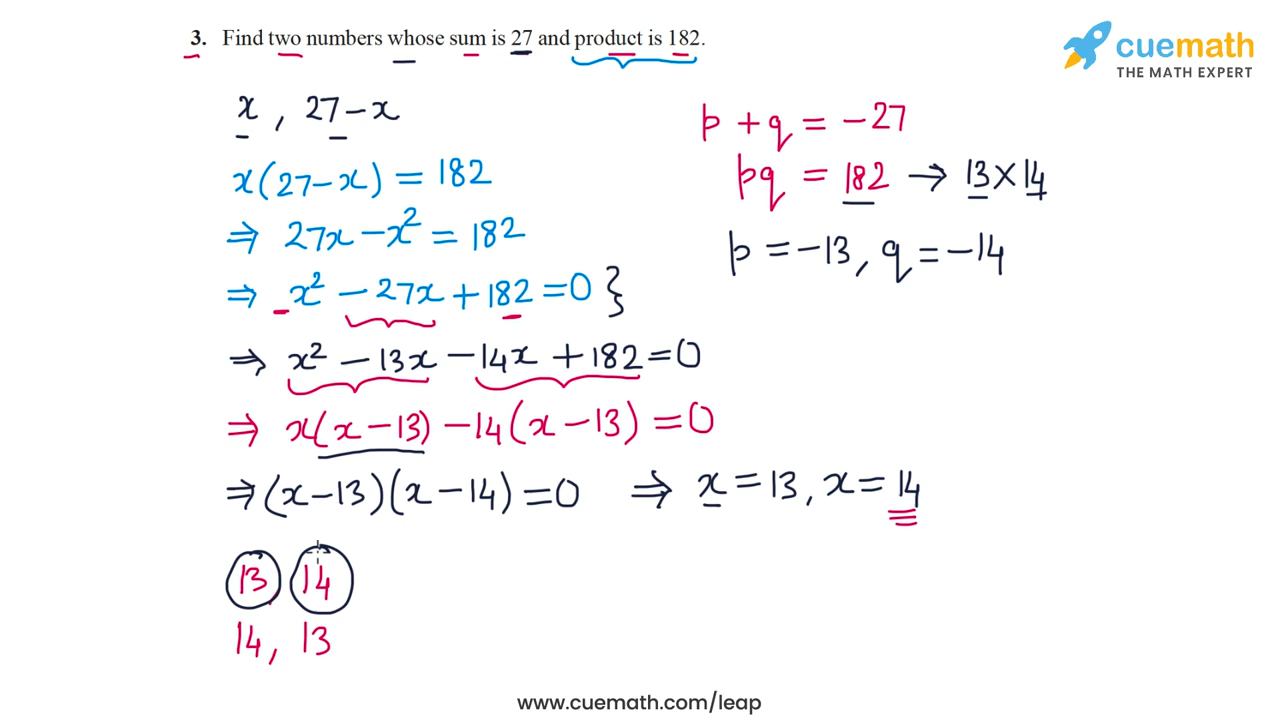 3. Find two numbers whose sum is 27 and product is 182.
cuemath
THE MATH EXPERT
x, 27-x
x(27-x) = 182
⇒ 27x - x² = 182
⇒ x² - 27x + 182 = 0 }
⇒ x² - 13x - 14x + 182 = 0
⇒ x(x-13) - 14(x-13) = 0
⇒ (x-13)(x-14) = 0 ⇒ x = 13, x = 14
13 14
14, 13
p + q = -27
pq = 182 → 13×14
p = -13, q = -14
www.cuemath.com/leap